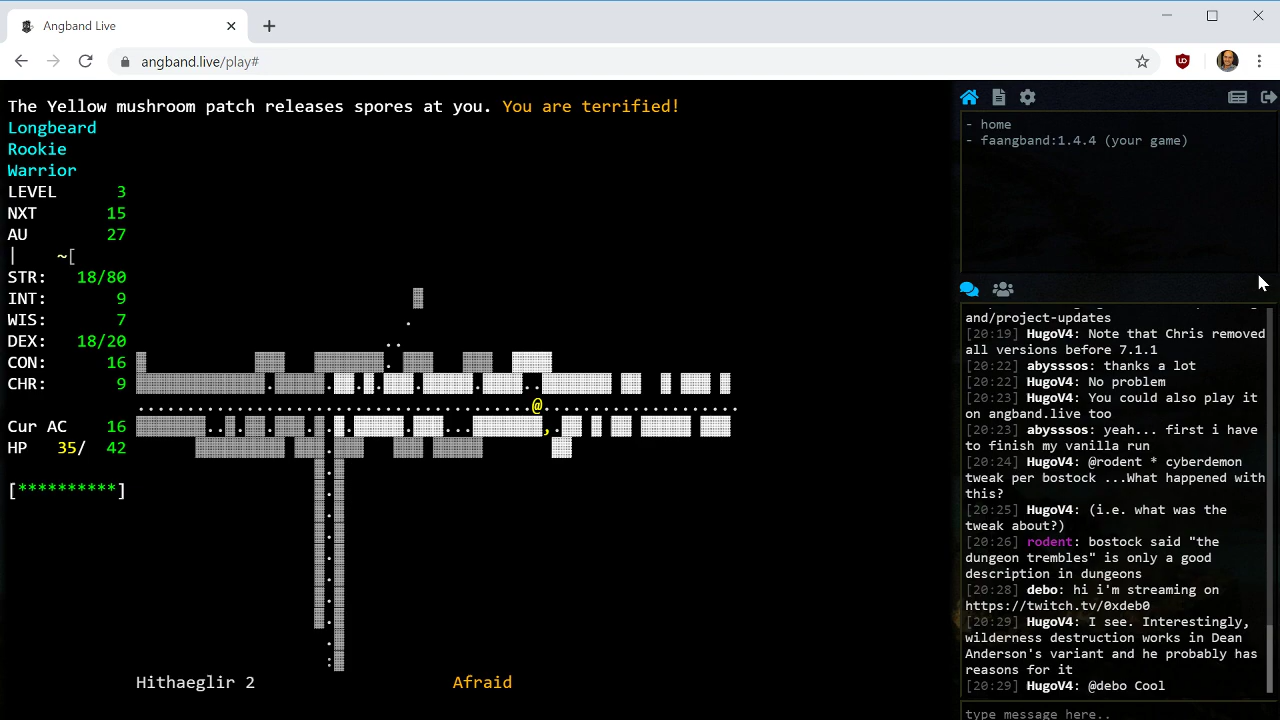 Angband Live
angband.live/play#
The Yellow mushroom patch releases spores at you. You are terrified!
Longbeard
Rookie
Warrior
LEVEL 3
NXT 15
AU 27
| ~[
STR: 18/80
INT: 9
WIS: 7
DEX: 18/20
CON: 16
CHR: 9
Cur AC 16
HP 35/ 42
[**********]
@
Hithaeglir 2 Afraid
- home
- faangband:1.4.4 (your game)
and/project-updates
[20:19] HugoV4: Note that Chris removed
all versions before 7.1.1
[20:22] abysssos: thanks a lot
[20:22] HugoV4: No problem
[20:23] HugoV4: You could also play it
on angband.live too
[20:23] abysssos: yeah... first i have
to finish my vanilla run
[20:24] HugoV4: @rodent * cyberdemon
tweak per bostock ...What happened with
this?
[20:25] HugoV4: (i.e. what was the
tweak about?)
[20:26] rodent: bostock said "the
dungeon trembles" is only a good
description in dungeons
[20:28] debo: hi i'm streaming on
https://twitch.tv/0xdeb0
[20:29] HugoV4: I see. Interestingly,
wilderness destruction works in Dean
Anderson's variant and he probably has
reasons for it
[20:29] HugoV4: @debo Cool
type message here..